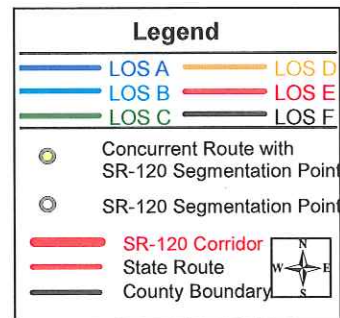 Legend
LOS A LOS D
LOS B LOS E
LOS C LOS F
Concurrent Route with
SR-120 Segmentation Point
SR-120 Segmentation Point
SR-120 Corridor
State Route
County Boundary
N
W E
S